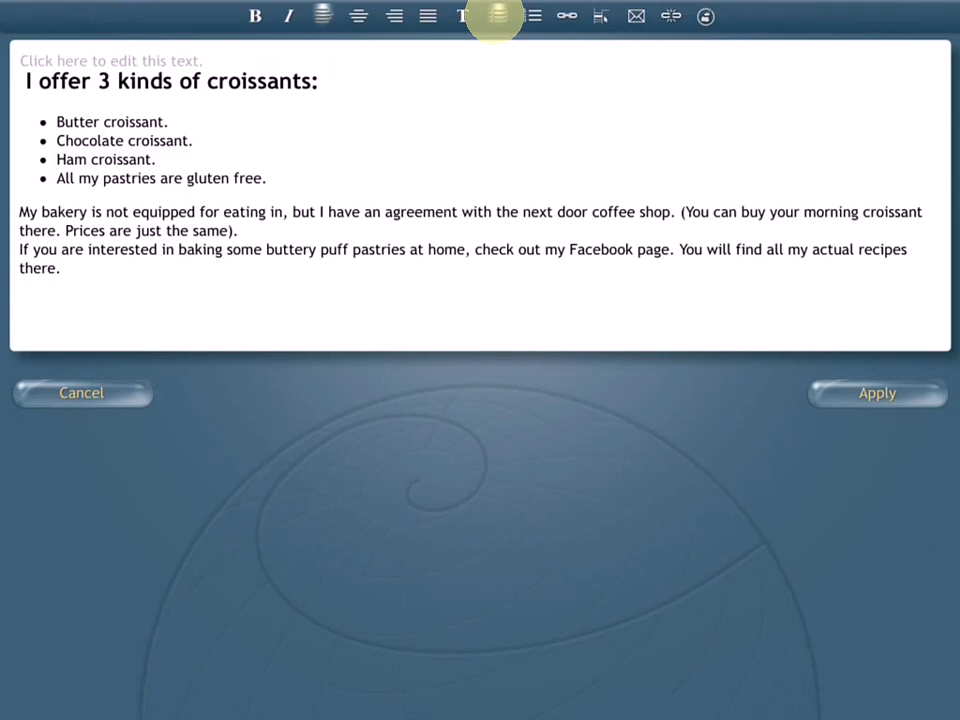 B I T
Click here to edit this text.
I offer 3 kinds of croissants:
• Butter croissant.
• Chocolate croissant.
• Ham croissant.
• All my pastries are gluten free.
My bakery is not equipped for eating in, but I have an agreement with the next door coffee shop. (You can buy your morning croissant
there. Prices are just the same).
If you are interested in baking some buttery puff pastries at home, check out my Facebook page. You will find all my actual recipes
there.
Cancel
Apply